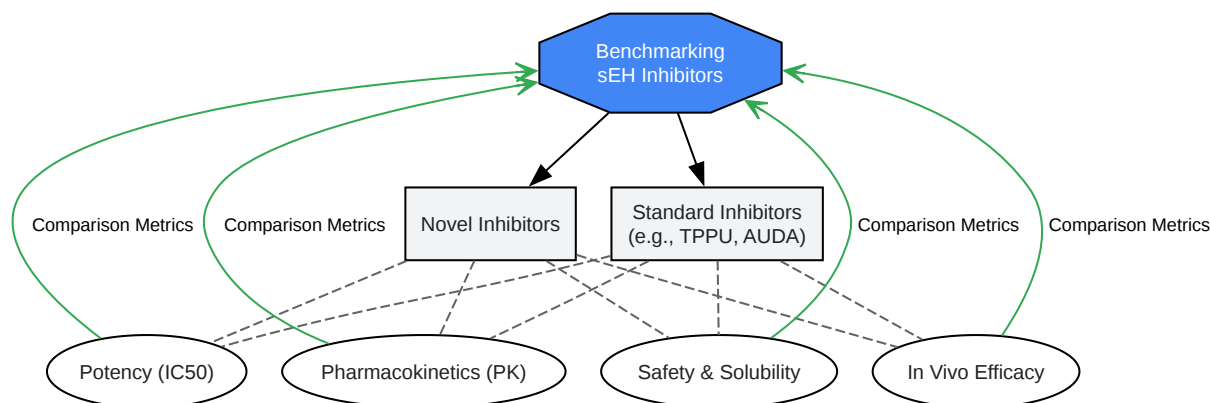 Benchmarking
sEH Inhibitors
Novel Inhibitors
Standard Inhibitors
(e.g., TPPU, AUDA)
Comparison Metrics
Comparison Metrics
Comparison Metrics
Comparison Metrics
Potency (IC50)
Pharmacokinetics (PK)
Safety & Solubility
In Vivo Efficacy